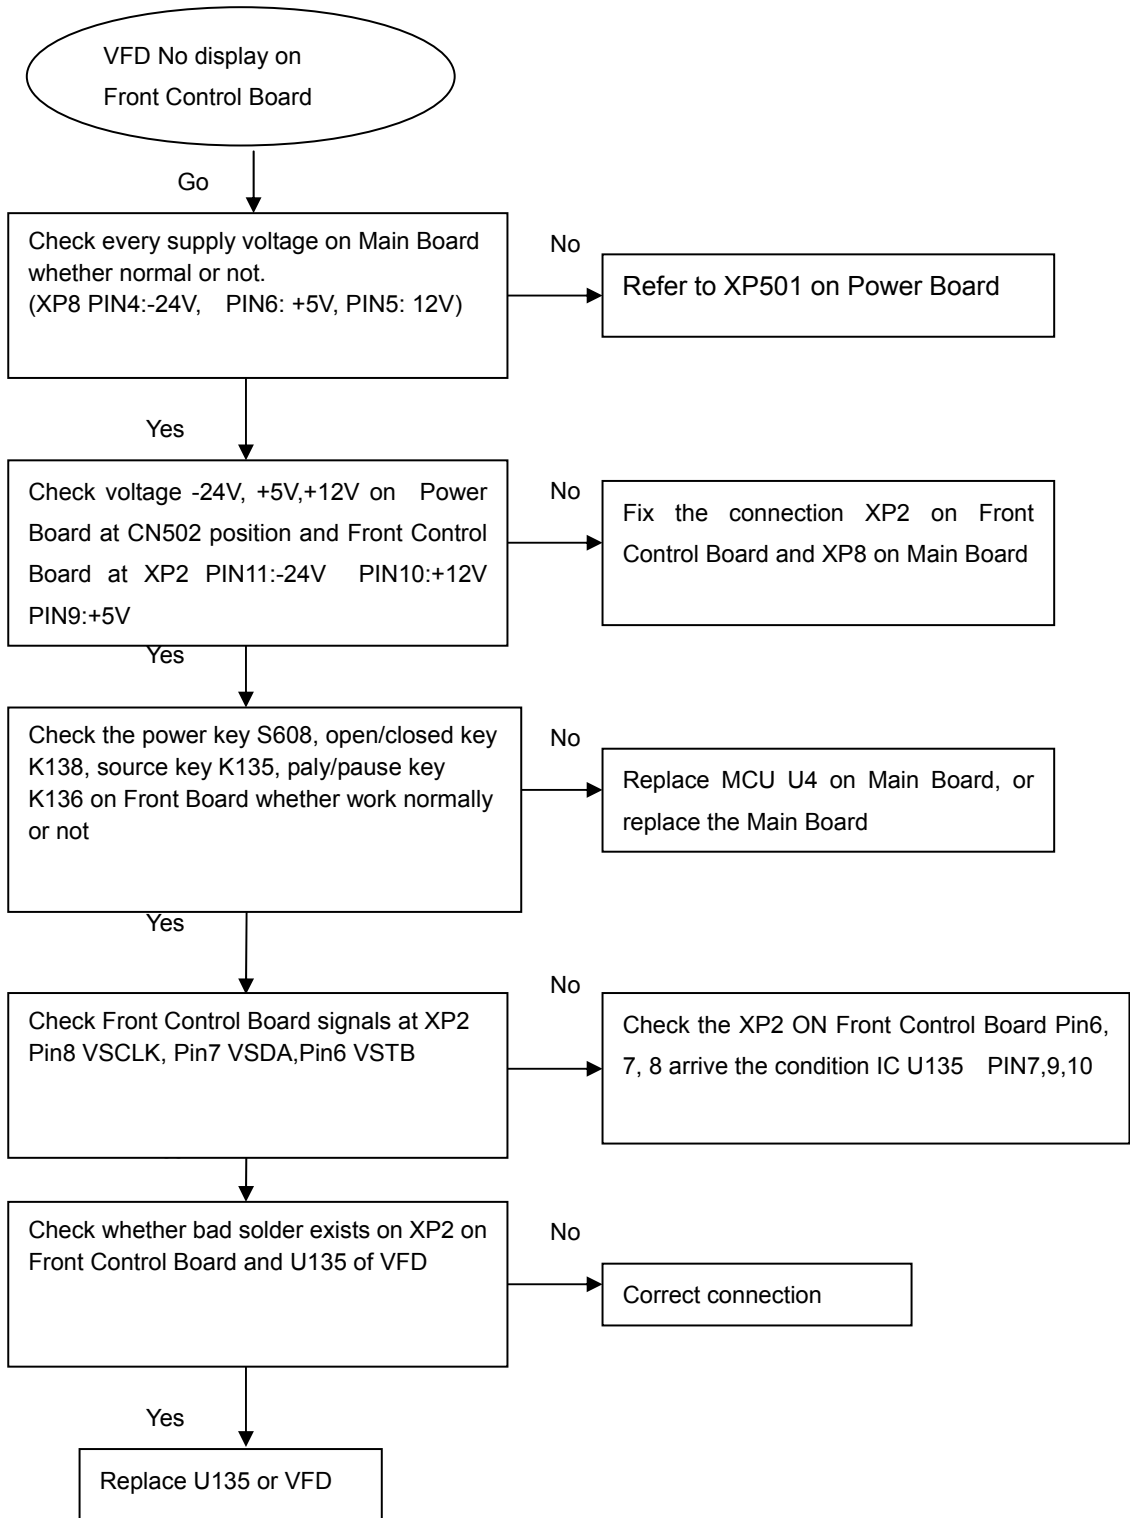 VFD No display on
Front Control Board
Go
Check every supply voltage on Main Board
whether normal or not.
(XP8 PIN4:-24V, PIN6: +5V, PIN5: 12V)
No
Refer to XP501 on Power Board
Yes
Check voltage -24V, +5V,+12V on Power
Board at CN502 position and Front Control
Board at XP2 PIN11:-24V PIN10:+12V
PIN9:+5V
No
Fix the connection XP2 on Front
Control Board and XP8 on Main Board
Yes
Check the power key S608, open/closed key
K138, source key K135, paly/pause key
K136 on Front Board whether work normally
or not
No
Replace MCU U4 on Main Board, or
replace the Main Board
Yes
Check Front Control Board signals at XP2
Pin8 VSCLK, Pin7 VSDA,Pin6 VSTB
No
Check the XP2 ON Front Control Board Pin6,
7, 8 arrive the condition IC U135 PIN7,9,10
Check whether bad solder exists on XP2 on
Front Control Board and U135 of VFD
No
Correct connection
Yes
Replace U135 or VFD